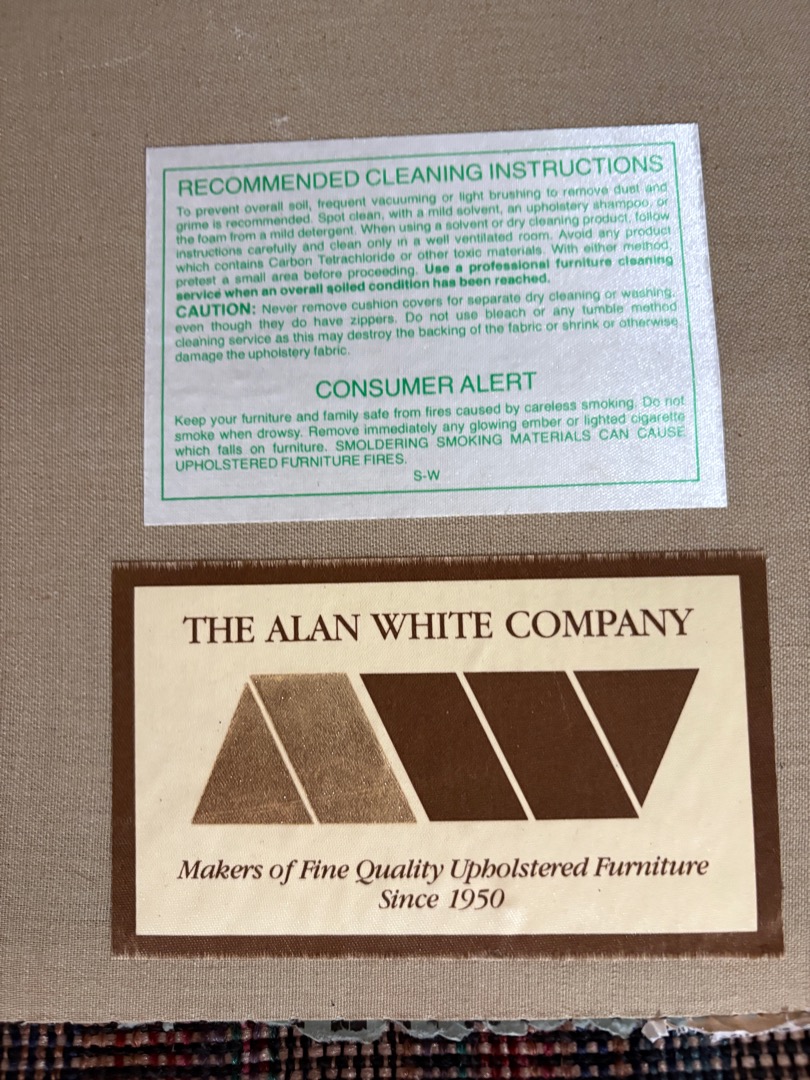 RECOMMENDED CLEANING INSTRUCTIONS
To prevent overall soil, frequent vacuuming or light brushing to remove dust and
grime is recommended. Spot clean, with a mild solvent, an upholstery shampoo, or
the foam from a mild detergent. When using a solvent or dry cleaning product, follow
instructions carefully and clean only in a well ventilated room. Avoid any product
which contains Carbon Tetrachloride or other toxic materials. With either method,
pretest a small area before proceeding. Use a professional furniture cleaning
service when an overall soiled condition has been reached.
CAUTION: Never remove cushion covers for separate dry cleaning or washing,
even though they do have zippers. Do not use bleach or any tumble method
cleaning service as this may destroy the backing of the fabric or shrink or otherwise
damage the upholstery fabric.
CONSUMER ALERT
Keep your furniture and family safe from fires caused by careless smoking. Do not
smoke when drowsy. Remove immediately any glowing ember or lighted cigarette
which falls on furniture. SMOLDERING SMOKING MATERIALS CAN CAUSE
UPHOLSTERED FURNITURE FIRES.
S-W
THE ALAN WHITE COMPANY
Makers of Fine Quality Upholstered Furniture
Since 1950